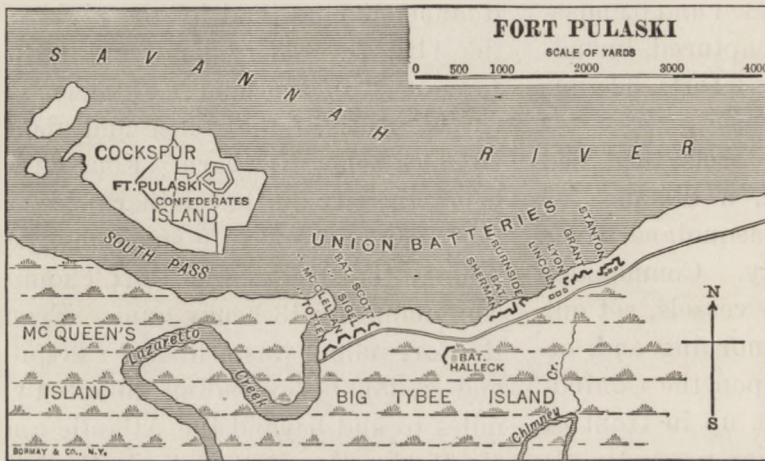 FORT PULASKI
SCALE OF YARDS
0 500 1000 2000 3000 4000
SAVANNAH RIVER
COCKSPUR
FT. PULASKI
CONFEDERATES
ISLAND
SOUTH PASS
UNION BATTERIES
STANTON
GRANT
LYON
LINCOLN
BURNSIDE
BAT. SHERMAN
BAT. SCOTT
" SIGEL
" MCCLELLAN
" TOTTEN
MCQUEEN'S
ISLAND
Lazaretto
Creek
BAT.
HALLECK
BIG TYBEE ISLAND
Chimney
Cr.
N
S
BORMAY & CO., N.Y.